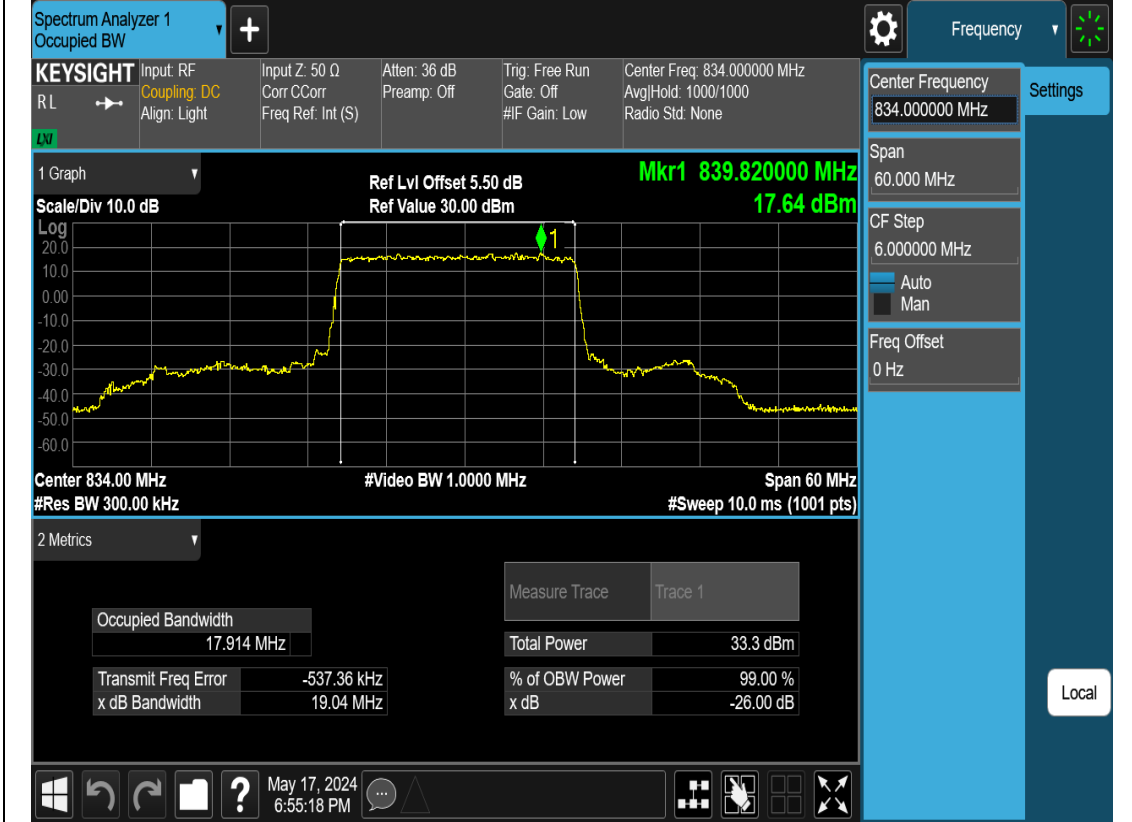 Spectrum Analyzer 1
Occupied BW
+
Frequency
KEYSIGHT
RL
LXI
Input: RF
Coupling: DC
Align: Light
Input Z: 50 Ω
Corr CCorr
Freq Ref: Int (S)
Atten: 36 dB
Preamp: Off
Trig: Free Run
Gate: Off
#IF Gain: Low
Center Freq: 834.000000 MHz
Avg|Hold: 1000/1000
Radio Std: None
Center Frequency
834.000000 MHz
Settings
Span
60.000 MHz
CF Step
6.000000 MHz
Auto
Man
Freq Offset
0 Hz
Local
1 Graph
Scale/Div 10.0 dB
Ref Lvl Offset 5.50 dB
Ref Value 30.00 dBm
Mkr1 839.820000 MHz
17.64 dBm
Log
20.0
10.0
0.00
-10.0
-20.0
-30.0
-40.0
-50.0
-60.0
1
Center 834.00 MHz
#Res BW 300.00 kHz
#Video BW 1.0000 MHz
Span 60 MHz
#Sweep 10.0 ms (1001 pts)
2 Metrics
Measure Trace Trace 1
Occupied Bandwidth
17.914 MHz
Total Power 33.3 dBm
Transmit Freq Error -537.36 kHz
% of OBW Power 99.00 %
x dB Bandwidth 19.04 MHz
x dB -26.00 dB
?
May 17, 2024
6:55:18 PM